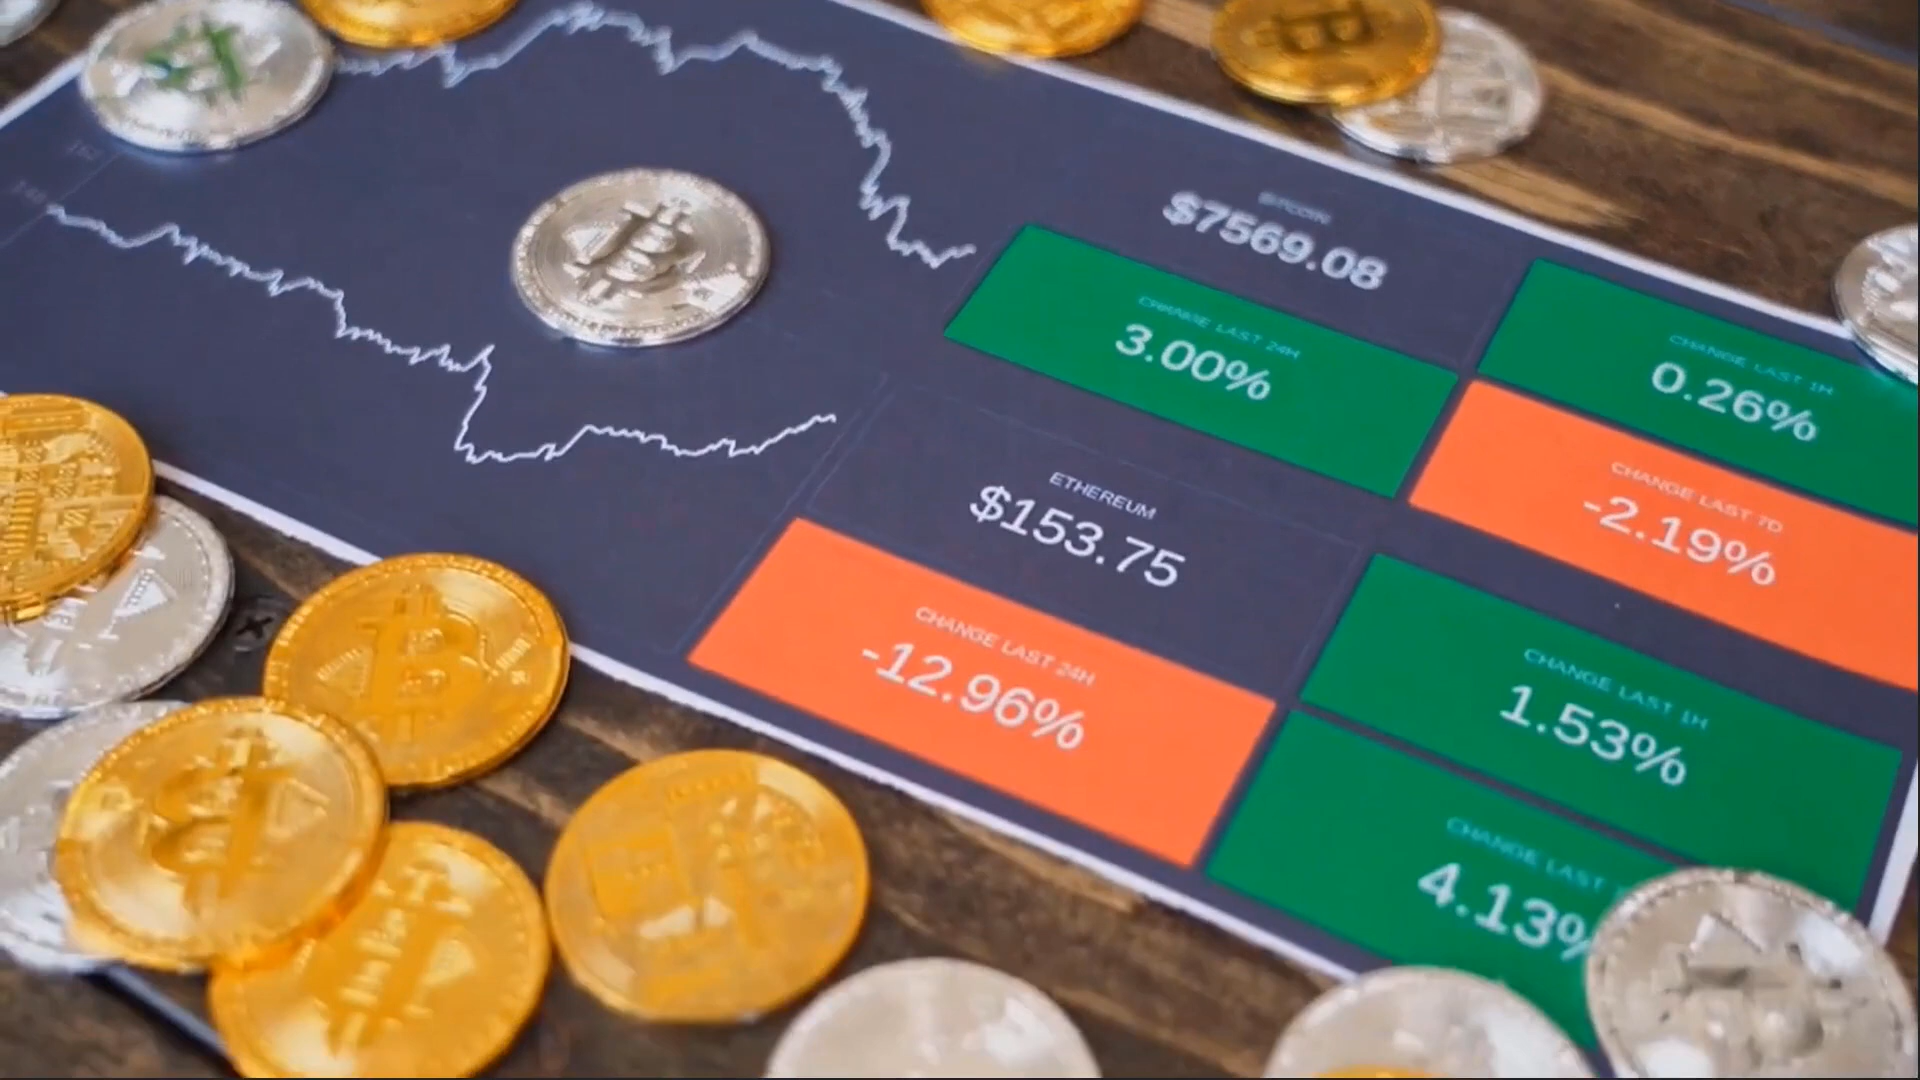 BITCOIN
$7569.08
CHANGE LAST 24H
3.00%
CHANGE LAST 1H
0.26%
CHANGE LAST 7D
-2.19%
ETHEREUM
$153.75
CHANGE LAST 24H
-12.96%
CHANGE LAST 1H
1.53%
CHANGE LAST
4.13%